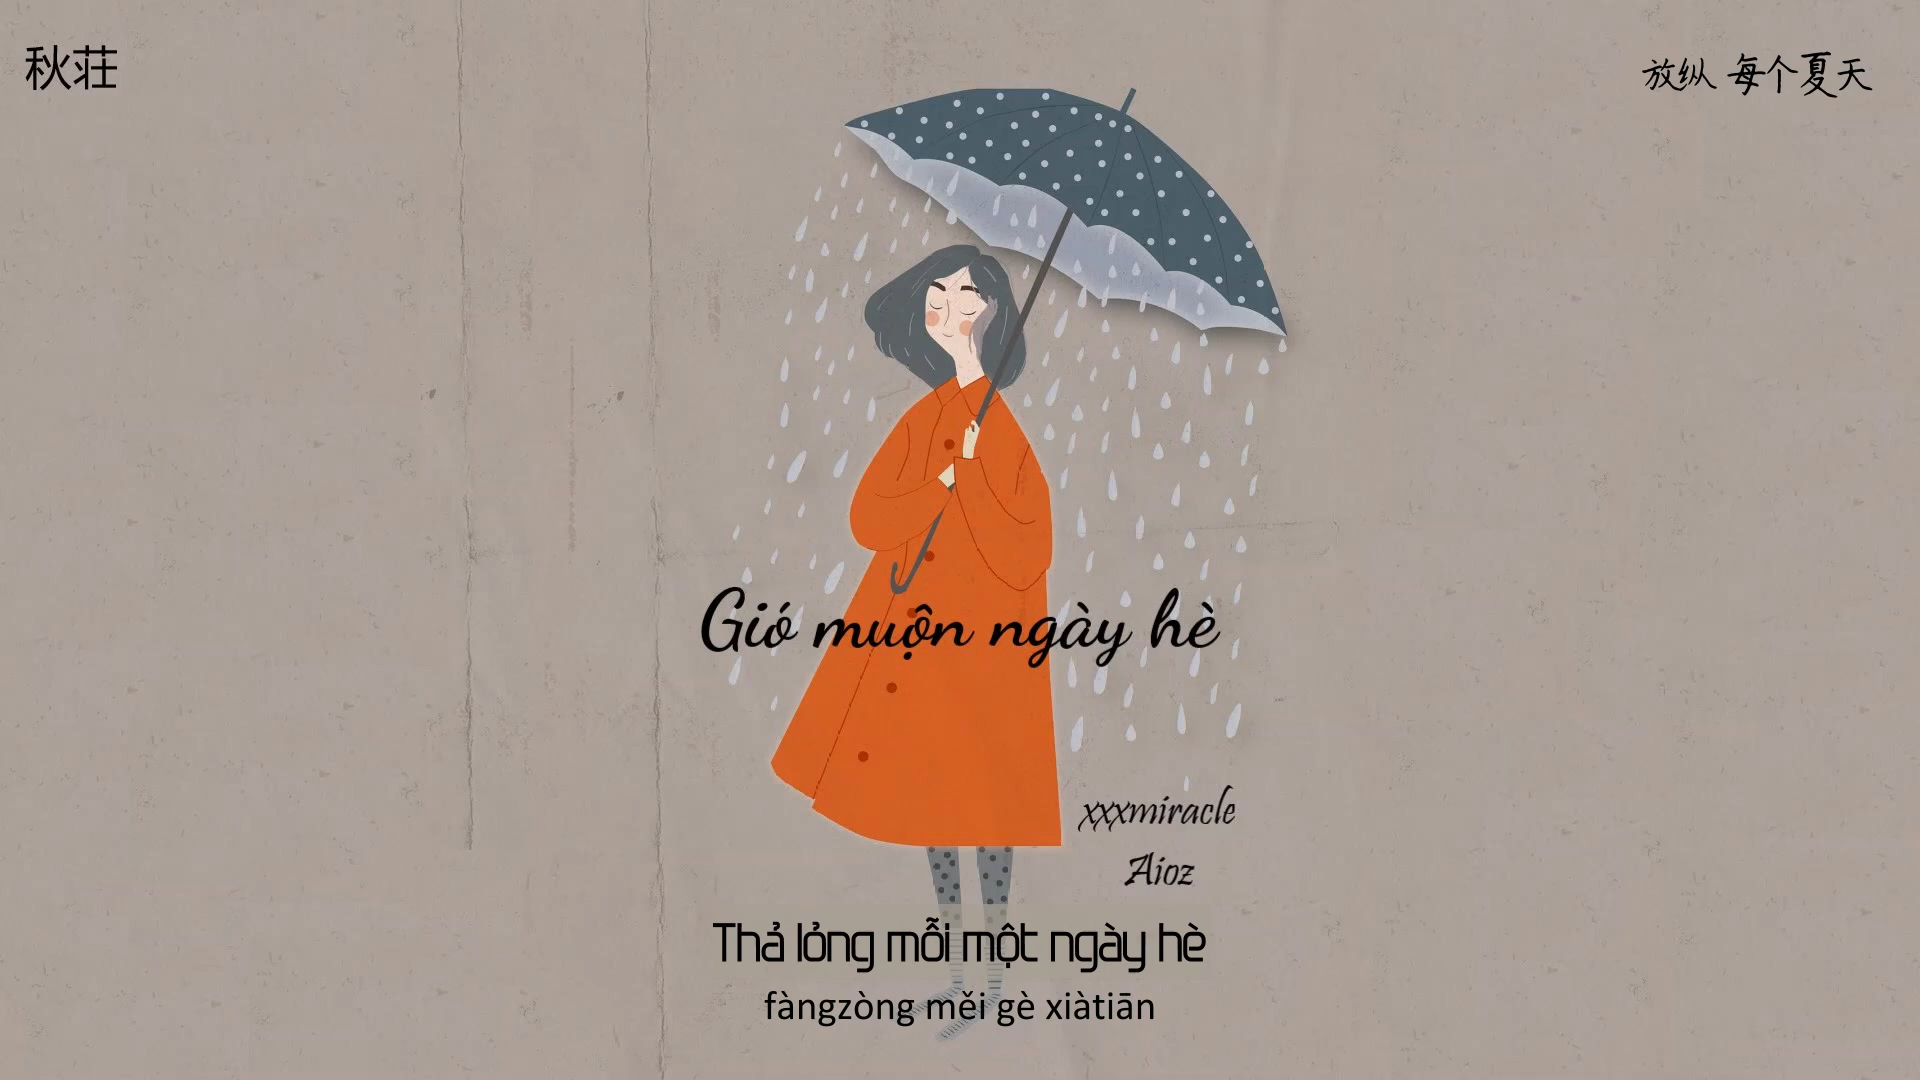 秋荘
放纵 每个夏天
Gió muộn ngày hè
xxxmiracle
Aioz
Thả lỏng mỗi một ngày hè
fàngzòng měi gè xiàtiān